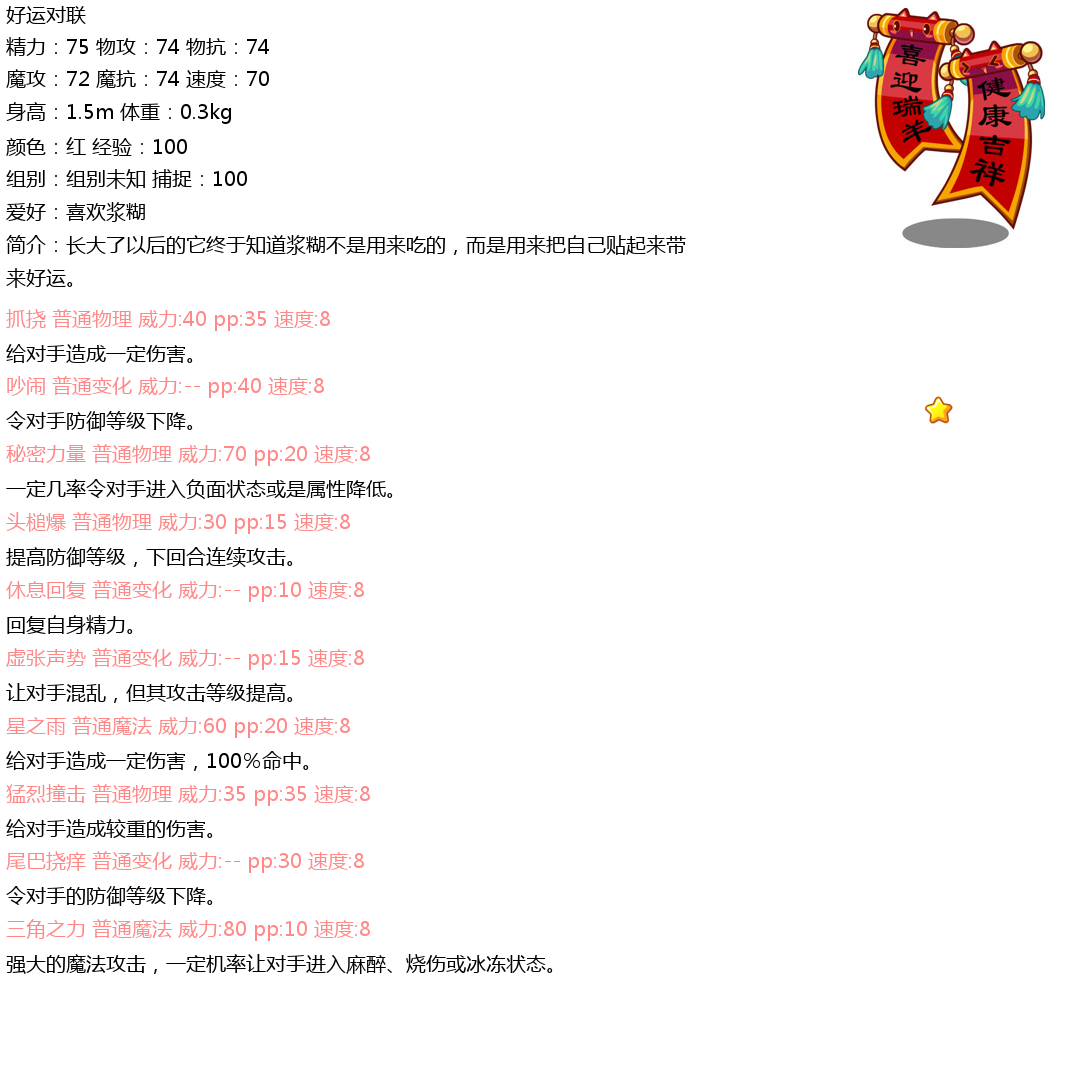 好运对联
精力：75 物攻：74 物抗：74
魔攻：72 魔抗：74 速度：70
身高：1.5m 体重：0.3kg
颜色：红 经验：100
组别：组别未知 捕捉：100
爱好：喜欢浆糊
简介：长大了以后的它终于知道浆糊不是用来吃的，而是用来把自己贴起来带
来好运。
抓挠 普通物理 威力:40 pp:35 速度:8
给对手造成一定伤害。
吵闹 普通变化 威力:-- pp:40 速度:8
令对手防御等级下降。
秘密力量 普通物理 威力:70 pp:20 速度:8
一定几率令对手进入负面状态或是属性降低。
头槌爆 普通物理 威力:30 pp:15 速度:8
提高防御等级，下回合连续攻击。
休息回复 普通变化 威力:-- pp:10 速度:8
回复自身精力。
虚张声势 普通变化 威力:-- pp:15 速度:8
让对手混乱，但其攻击等级提高。
星之雨 普通魔法 威力:60 pp:20 速度:8
给对手造成一定伤害，100%命中。
猛烈撞击 普通物理 威力:35 pp:35 速度:8
给对手造成较重的伤害。
尾巴挠痒 普通变化 威力:-- pp:30 速度:8
令对手的防御等级下降。
三角之力 普通魔法 威力:80 pp:10 速度:8
强大的魔法攻击，一定机率让对手进入麻醉、烧伤或冰冻状态。
喜迎瑞羊
健康吉祥